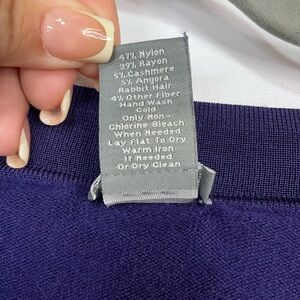 47% Nylon
39% Rayon
5% Cashmere
5% Angora
Rabbit Hair
4% Other Fiber
Hand Wash
Cold
Only Non-
Chlorine Bleach
When Needed
Lay Flat To Dry
Warm Iron
If Needed
Or Dry Clean